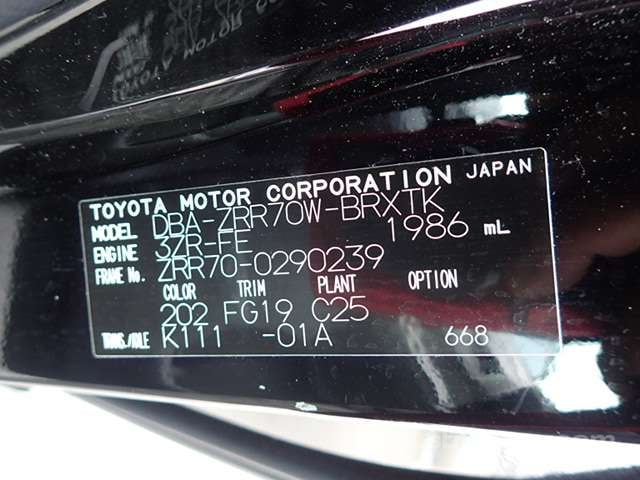 TOYOTA MOTOR CORPORATION JAPAN
MODEL DBA-ZRR70W-BRXTK
ENGINE 3ZR-FE 1986 mL
FRAME No. ZRR70-0290239
COLOR TRIM PLANT OPTION
202 FG19 C25
TRANS./RLE K111 -01A 668